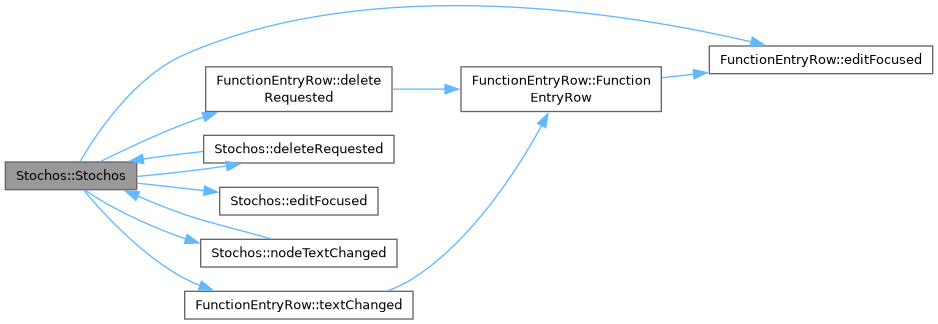 FunctionEntryRow::editFocused
FunctionEntryRow::delete
Requested
FunctionEntryRow::Function
EntryRow
Stochos::deleteRequested
Stochos::Stochos
Stochos::editFocused
Stochos::nodeTextChanged
FunctionEntryRow::textChanged